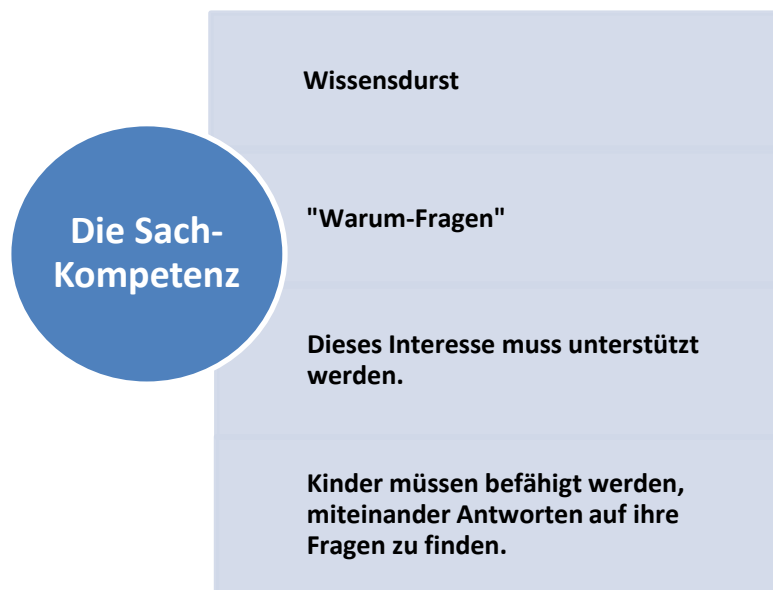 Die Sach-
Kompetenz
Wissensdurst
"Warum-Fragen"
Dieses Interesse muss unterstützt
werden.
Kinder müssen befähigt werden,
miteinander Antworten auf ihre
Fragen zu finden.